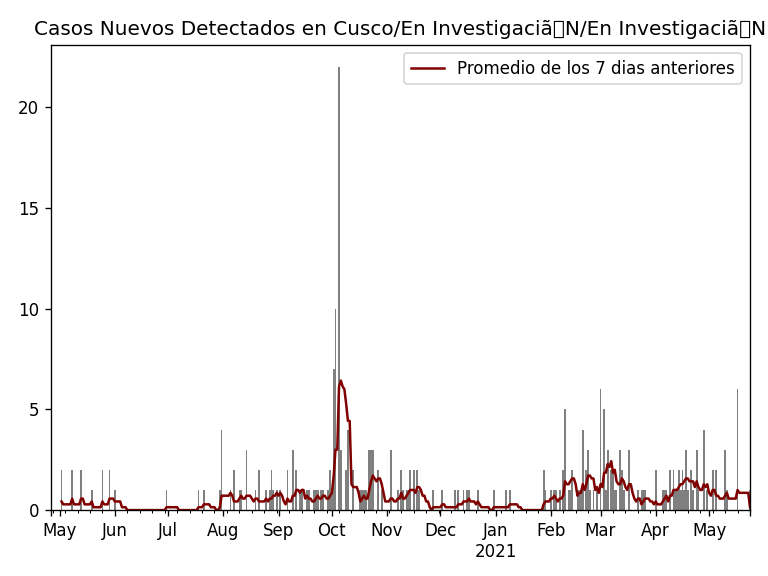 Casos Nuevos Detectados en Cusco/En Investigaciã▯N/En Investigaciã▯N
Promedio de los 7 dias anteriores
20
15
10
5
0
May Jun Jul Aug Sep Oct Nov Dec Jan Feb Mar Apr May
2021